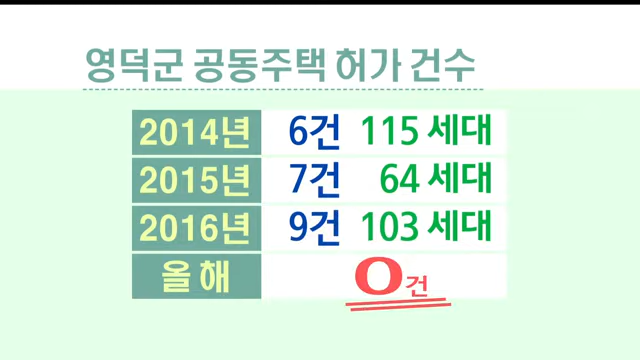 영덕군 공동주택 허가 건수
2014년 6건 115 세대
2015년 7건 64 세대
2016년 9건 103 세대
올해 0건